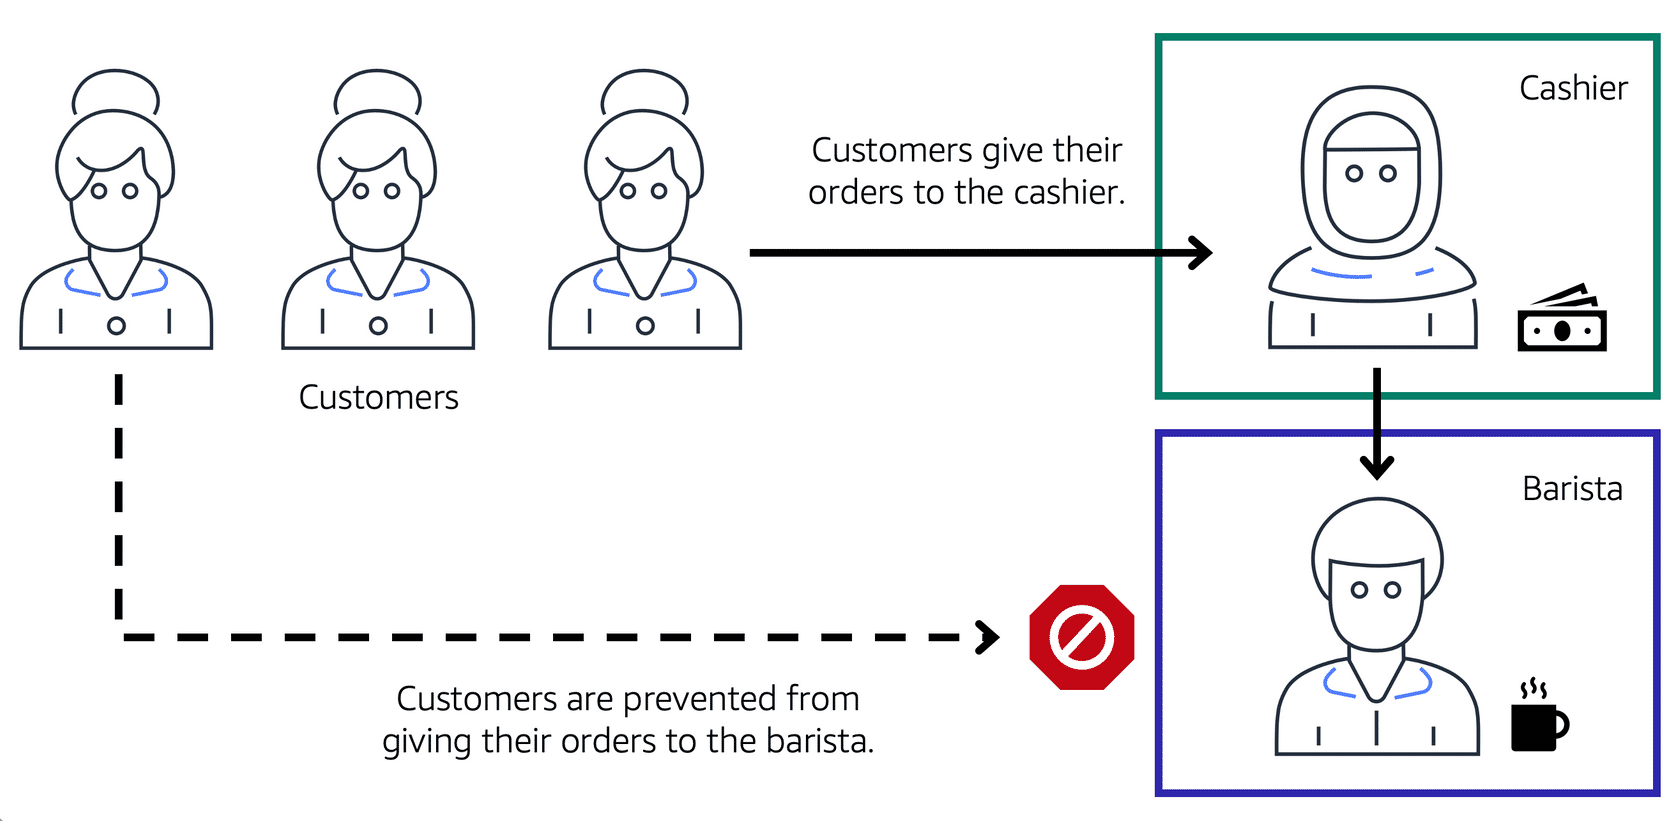 Cashier
Customers give their
orders to the cashier.
Customers
Barista
Customers are prevented from
giving their orders to the barista.